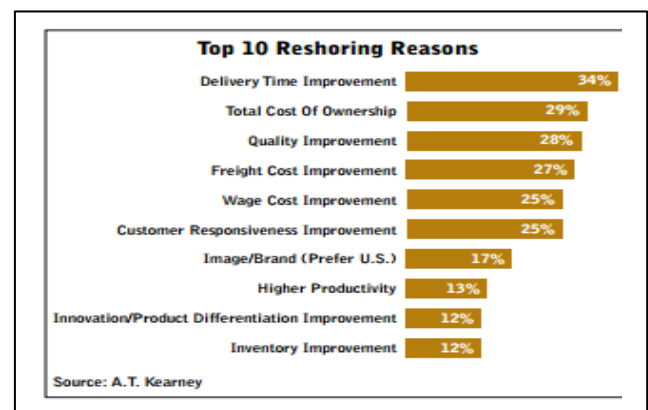 Top 10 Reshoring Reasons
Delivery Time Improvement 34%
Total Cost Of Ownership 29%
Quality Improvement 28%
Freight Cost Improvement 27%
Wage Cost Improvement 25%
Customer Responsiveness Improvement 25%
Image/Brand (Prefer U.S.) 17%
Higher Productivity 13%
Innovation/Product Differentiation Improvement 12%
Inventory Improvement 12%
Source: A.T. Kearney